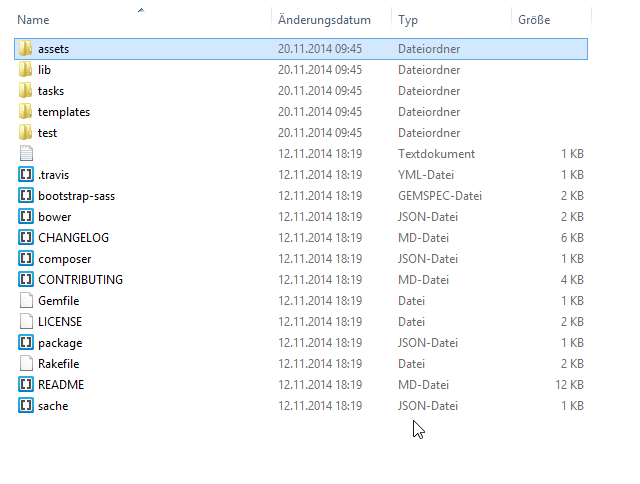 Name Änderungsdatum Typ Größe
assets 20.11.2014 09:45 Dateiordner
lib 20.11.2014 09:45 Dateiordner
tasks 20.11.2014 09:45 Dateiordner
templates 20.11.2014 09:45 Dateiordner
test 20.11.2014 09:45 Dateiordner
12.11.2014 18:19 Textdokument 1 KB
.travis 12.11.2014 18:19 YML-Datei 1 KB
bootstrap-sass 12.11.2014 18:19 GEMSPEC-Datei 2 KB
bower 12.11.2014 18:19 JSON-Datei 2 KB
CHANGELOG 12.11.2014 18:19 MD-Datei 6 KB
composer 12.11.2014 18:19 JSON-Datei 1 KB
CONTRIBUTING 12.11.2014 18:19 MD-Datei 4 KB
Gemfile 12.11.2014 18:19 Datei 1 KB
LICENSE 12.11.2014 18:19 Datei 2 KB
package 12.11.2014 18:19 JSON-Datei 1 KB
Rakefile 12.11.2014 18:19 Datei 2 KB
README 12.11.2014 18:19 MD-Datei 12 KB
sache 12.11.2014 18:19 JSON-Datei 1 KB